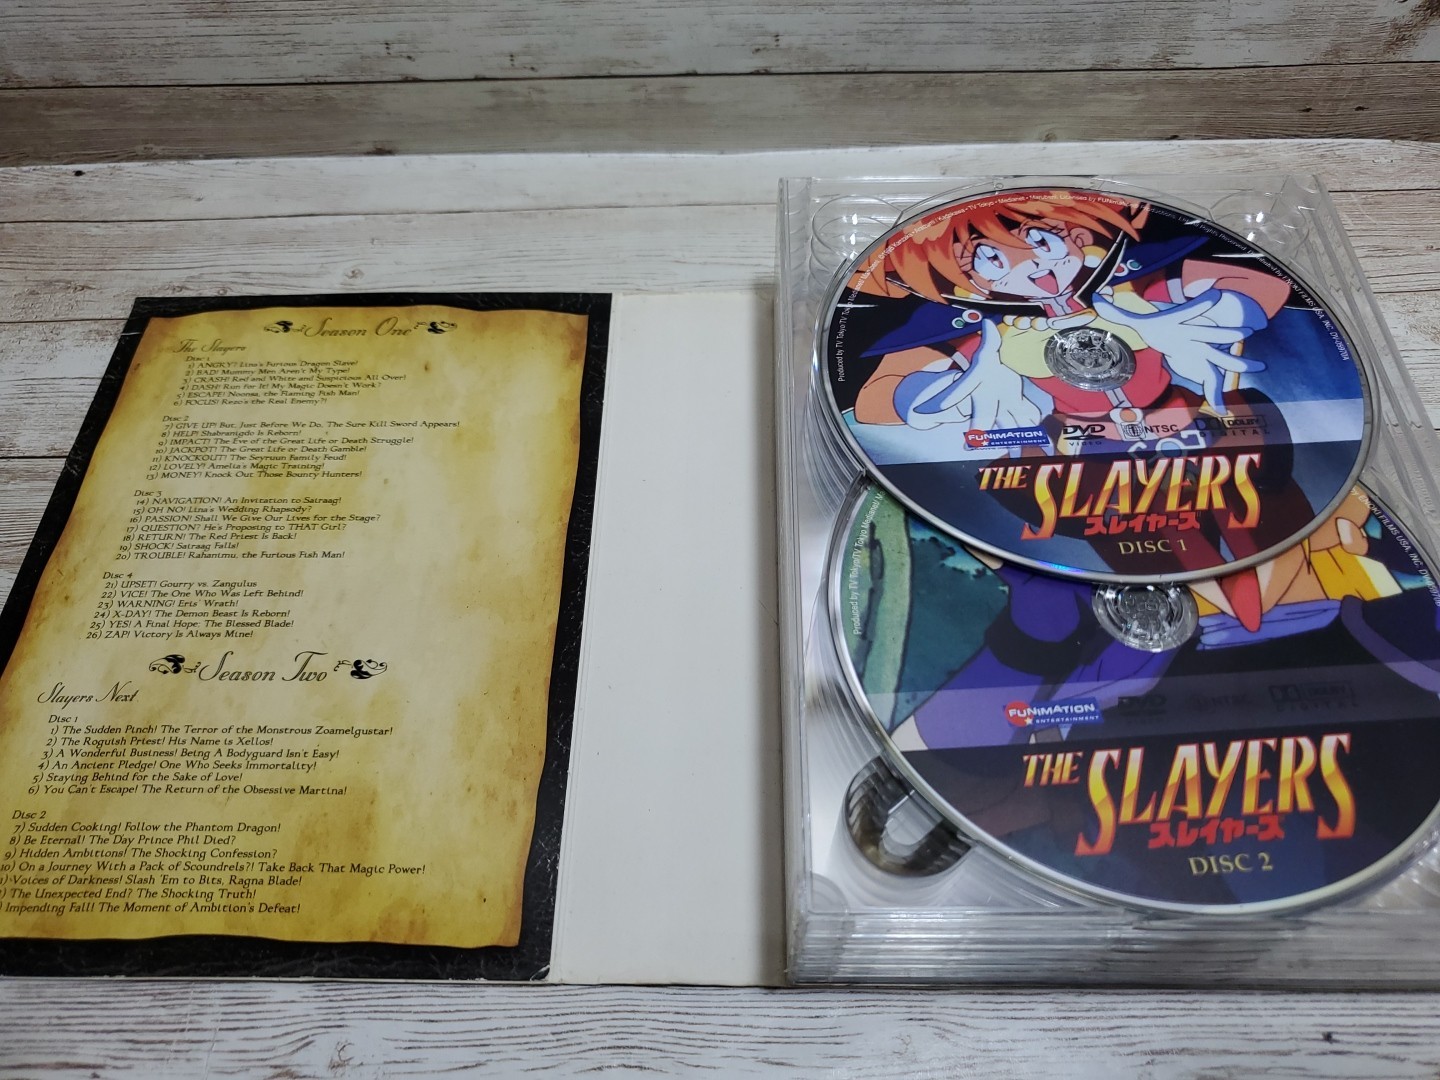 Season One
The Slayers
Disc 1
1) ANGRY! Lina's Furious Dragon Slave!
2) BAD! Mummy Men Aren't My Type!
3) CRASH! Red and White and Suspicious All Over!
4) DASH! Run For It! My Magic Doesn't Work?
5) ESCAPE! Noonsa, the Flaming Fish Man!
6) FOCUS! Rezo's the Real Enemy?!
Disc 2
7) GIVE UP! But, Just Before We Do, The Sure Kill Sword Appears!
8) HELP! Shabranigdo Is Reborn!
9) IMPACT! The Eve of the Great Life or Death Struggle!
10) JACKPOT! The Great Life or Death Gamble!
11) KNOCKOUT! The Seyruun Family Feud!
12) LOVELY! Amelia's Magic Training!
13) MONEY! Knock Out Those Bounty Hunters!
Disc 3
14) NAVIGATION! An Invitation to Sairaag!
15) OH NO! Lina's Wedding Rhapsody?
16) PASSION! Shall We Give Our Lives for the Stage?
17) QUESTION? He's Proposing to THAT Girl?
18) RETURN! The Red Priest Is Back!
19) SHOCK! Sairaag Falls!
20) TROUBLE! Rahanimu, the Furious Fish Man!
Disc 4
21) UPSET! Gourry vs. Zangulus
22) VICE! The One Who Was Left Behind!
23) WARNING! Eris' Wrath!
24) X-DAY! The Demon Beast Is Reborn!
25) YES! A Final Hope: The Blessed Blade!
26) ZAP! Victory Is Always Mine!
Season Two
Slayers Next
Disc 1
1) The Sudden Pinch! The Terror of the Monstrous Zoamelgustar!
2) The Roguish Priest! His Name is Xellos!
3) A Wonderful Business! Being A Bodyguard Isn't Easy!
4) An Ancient Pledge! One Who Seeks Immortality!
5) Staying Behind for the Sake of Love!
6) You Can't Escape! The Return of the Obsessive Martina!
Disc 2
7) Sudden Cooking! Follow the Phantom Dragon!
8) Be Eternal! The Day Prince Phil Died?
9) Hidden Ambitions! The Shocking Confession?
10) On a Journey With a Pack of Scoundrels?! Take Back That Magic Power!
) Voices of Darkness! Slash 'Em to Bits, Ragna Blade!
) The Unexpected End? The Shocking Truth!
) Impending Fall! The Moment of Ambition's Defeat!
FUNIMATION
ENTERTAINMENT
DVD
VIDEO
NTSC
DOLBY
DIGITAL
THE SLAYERS
スレイヤーズ
DISC 1
FUNIMATION
ENTERTAINMENT
DVD
NTSC
THE SLAYERS
スレイヤーズ
DISC 2